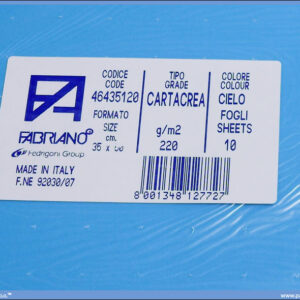 CODICE
CODE
46435120
FORMATO
SIZE
cm.
35 x
TIPO
GRADE
CARTACREA
g/m2
220
COLORE
COLOUR
CIELO
FOGLI
SHEETS
10
FABRIANO
Fedrigoni Group
MADE IN ITALY
F.NE 92030/07
8 001348 127727